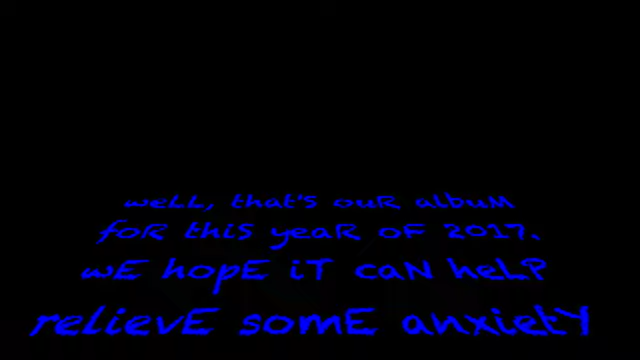 weLL, that's ouR albuM
foR thiS yeaR oF 2017.
wE hopE iT caN heLP
relievE somE anxietY